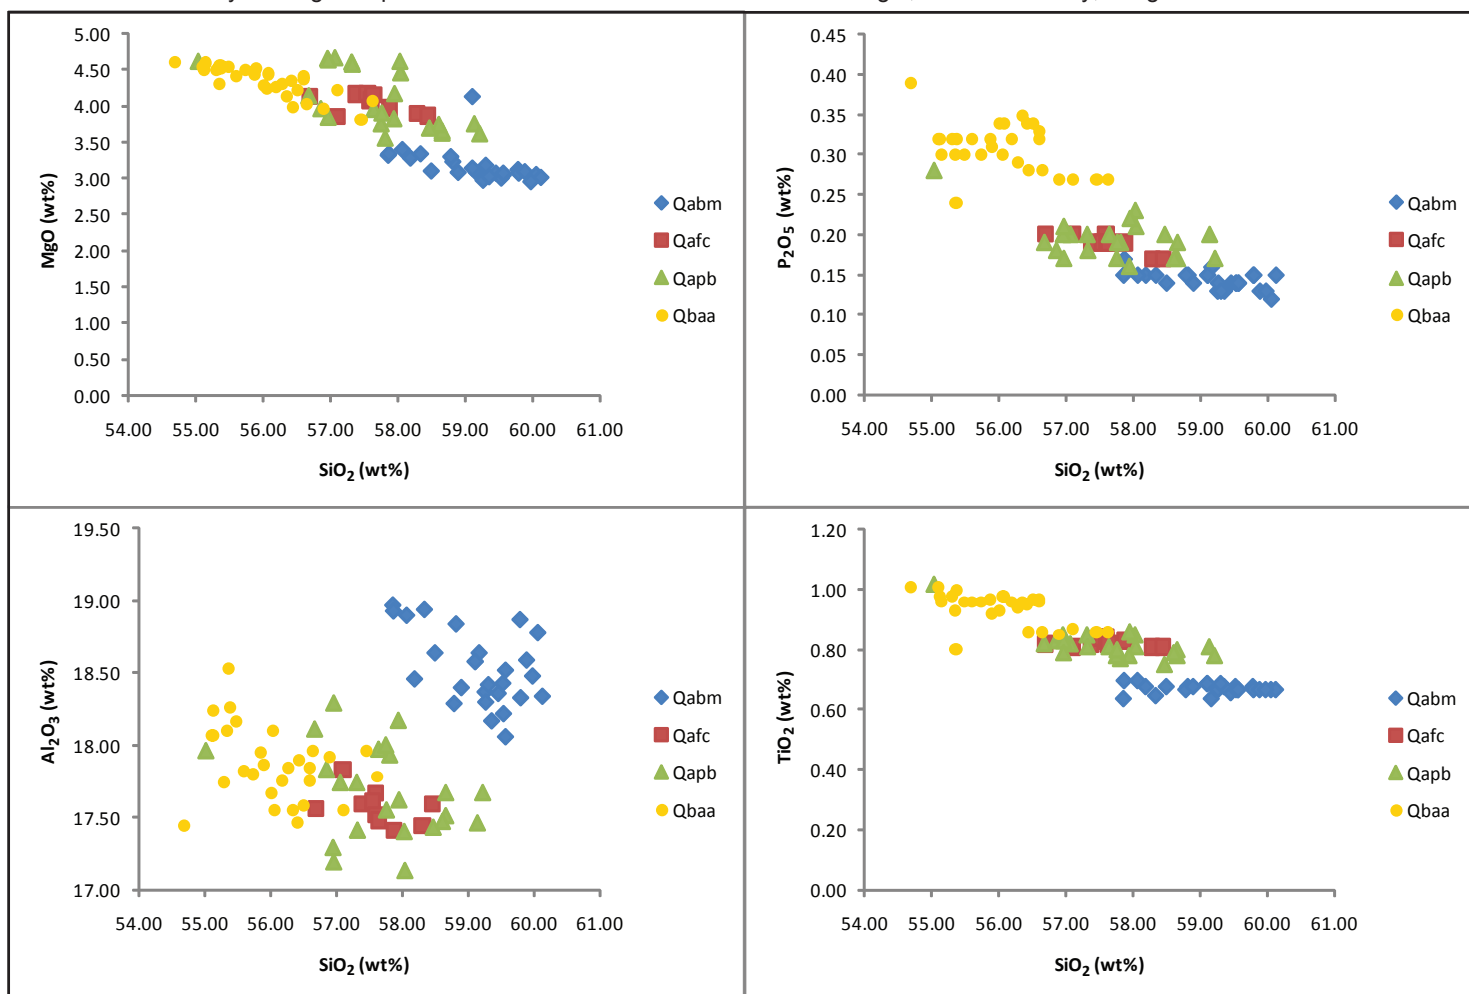 5.00
4.50
4.00
3.50
3.00
2.50
2.00
1.50
1.00
0.50
0.00
MgO (wt%)
54.00 55.00 56.00 57.00 58.00 59.00 60.00 61.00
SiO2 (wt%)
Qabm
Qafc
Qapb
Qbaa
0.45
0.40
0.35
0.30
0.25
0.20
0.15
0.10
0.05
0.00
P2O5 (wt%)
54.00 55.00 56.00 57.00 58.00 59.00 60.00 61.00
SiO2 (wt%)
Qabm
Qafc
Qapb
Qbaa
19.50
19.00
18.50
18.00
17.50
17.00
Al2O3 (wt%)
54.00 55.00 56.00 57.00 58.00 59.00 60.00 61.00
SiO2 (wt%)
Qabm
Qafc
Qapb
Qbaa
1.20
1.00
0.80
0.60
0.40
0.20
0.00
TiO2 (wt%)
54.00 55.00 56.00 57.00 58.00 59.00 60.00 61.00
SiO2 (wt%)
Qabm
Qafc
Qapb
Qbaa